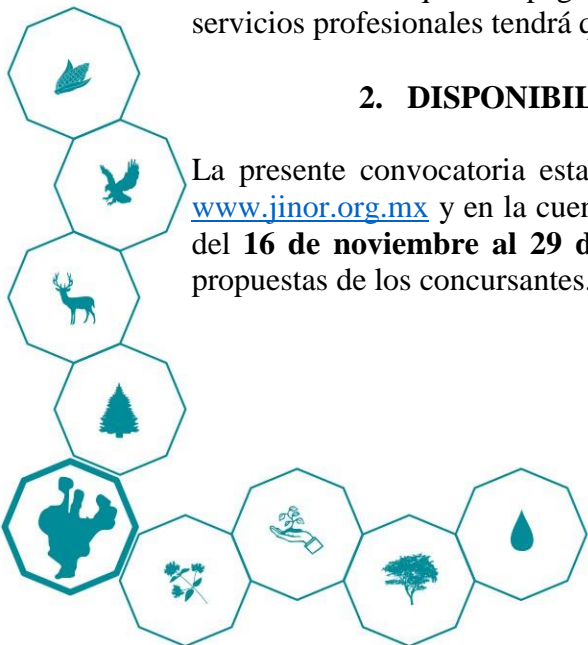 servicios profesionales tendrá
2. DISPONIBIL
La presente convocatoria esta
www.jinor.org.mx y en la cuen
del 16 de noviembre al 29 d
propuestas de los concursantes.